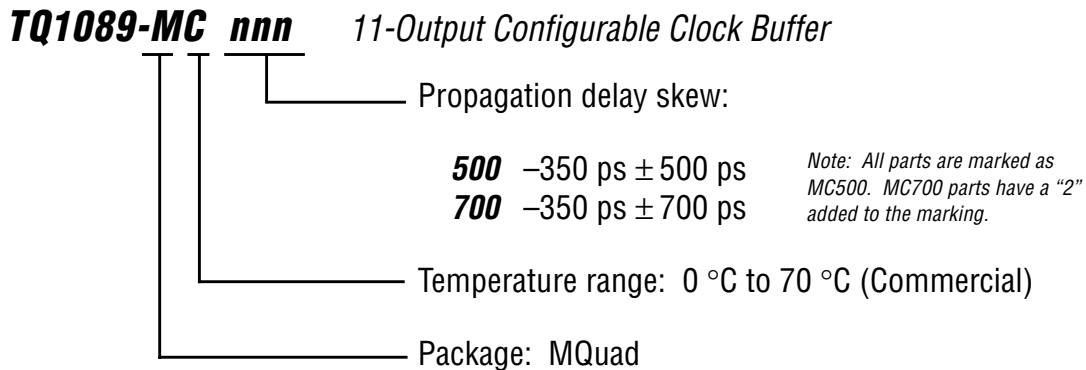 TQ1089-MC nnn 11-Output Configurable Clock Buffer
Propagation delay skew:
500 –350 ps ± 500 ps
700 –350 ps ± 700 ps
Note: All parts are marked as
MC500. MC700 parts have a “2”
added to the marking.
Temperature range: 0 °C to 70 °C (Commercial)
Package: MQuad